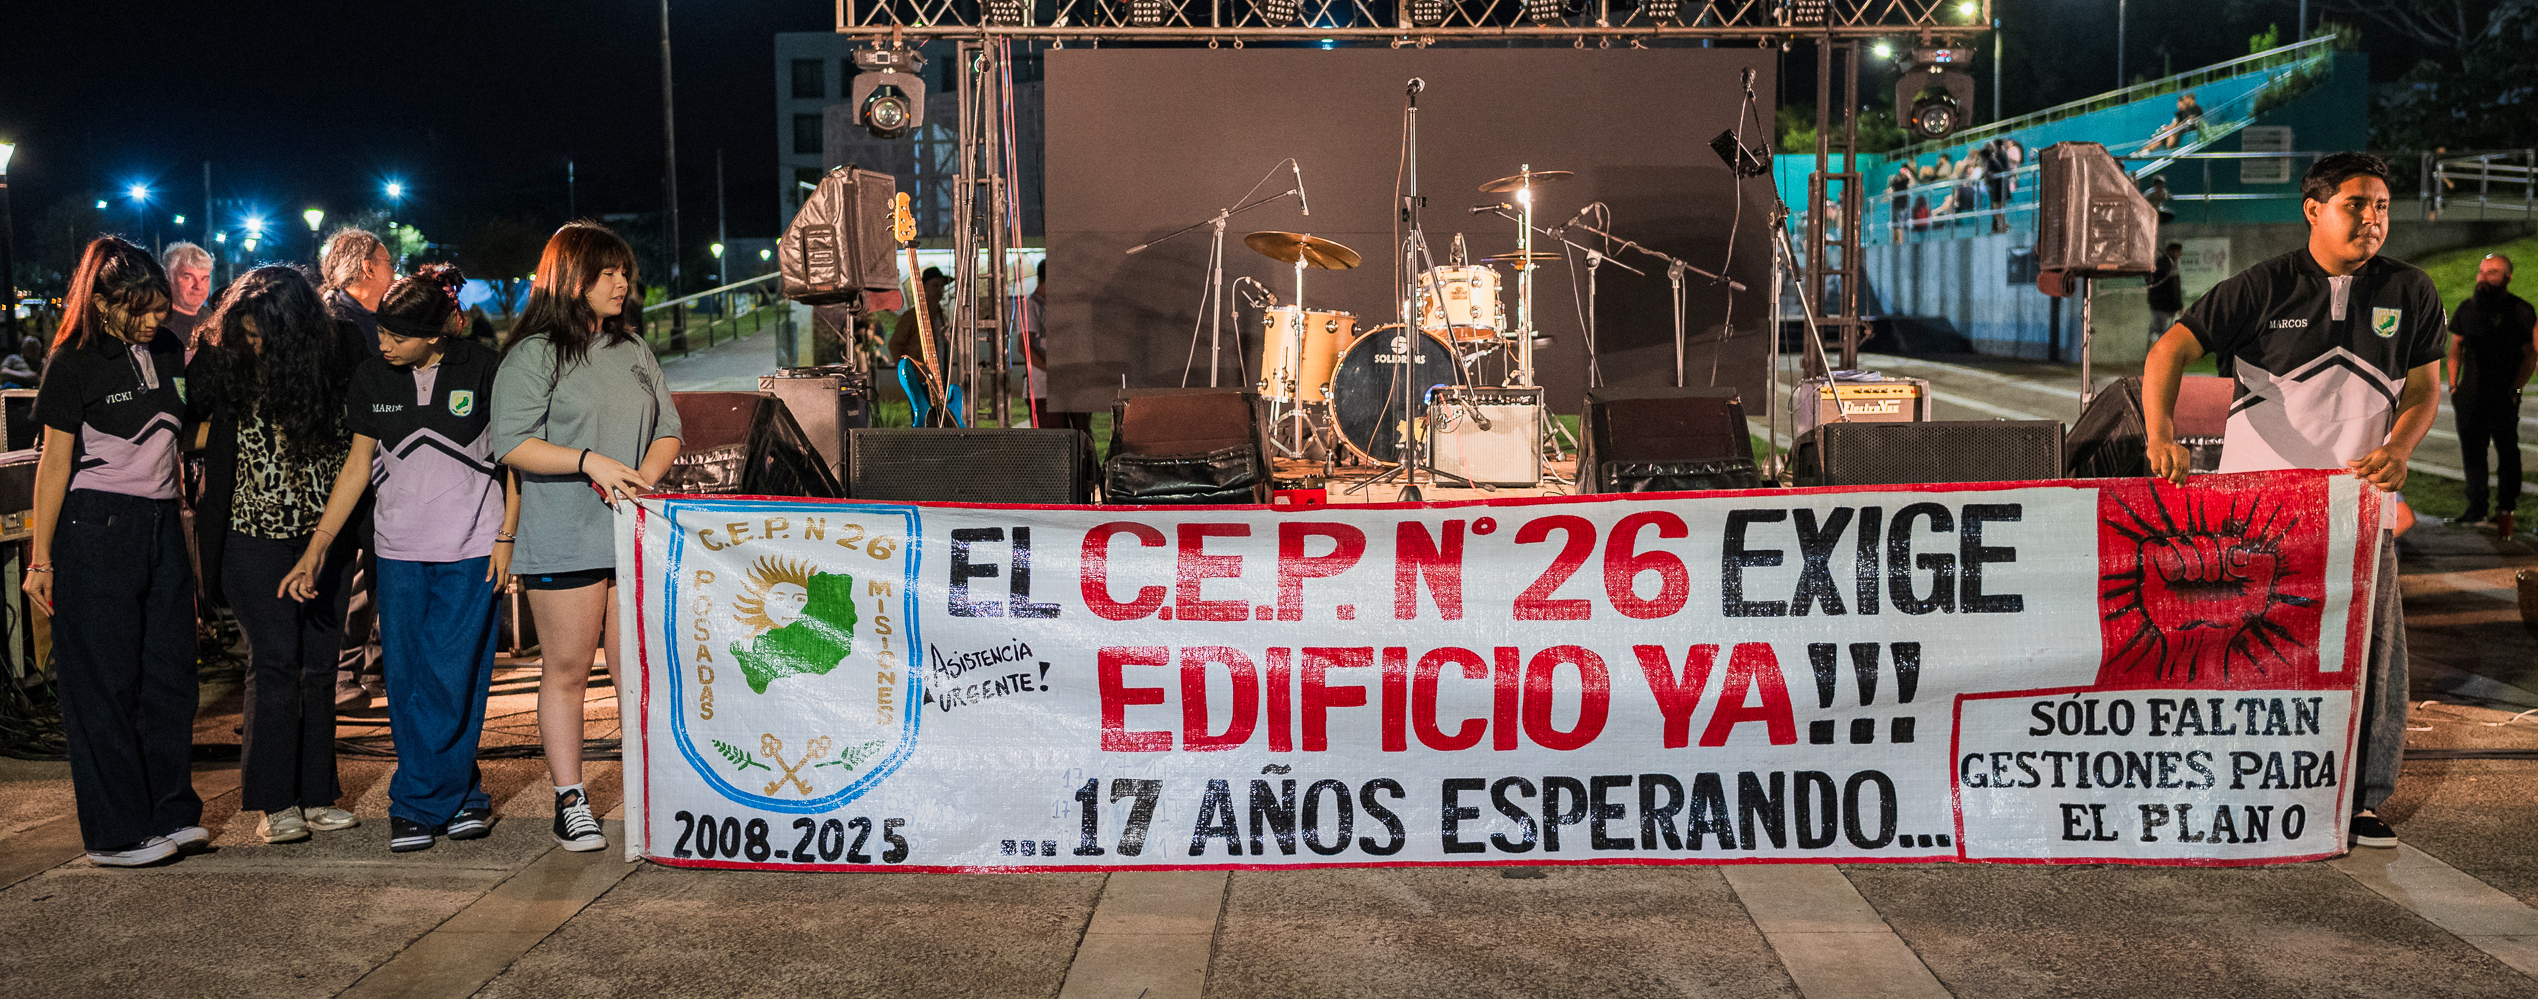 VICKI
MARI
MARCOS
SOLIDRUMS
ElectroVox
C.E.P. N 26
POSADAS
MISIONES
2008-2025
EL C.E.P. N° 26 EXIGE
EDIFICIO YA!!!
ASISTENCIA
URGENTE!
...17 AÑOS ESPERANDO...
SÓLO FALTAN
GESTIONES PARA
EL PLANO